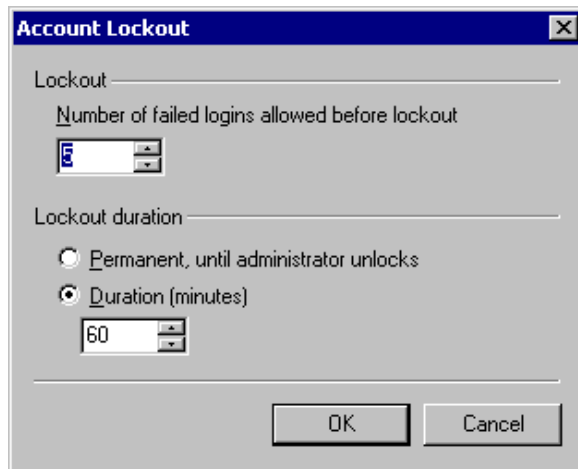 Account Lockout
Lockout
Number of failed logins allowed before lockout
5
Lockout duration
Permanent, until administrator unlocks
Duration (minutes)
60
OK Cancel